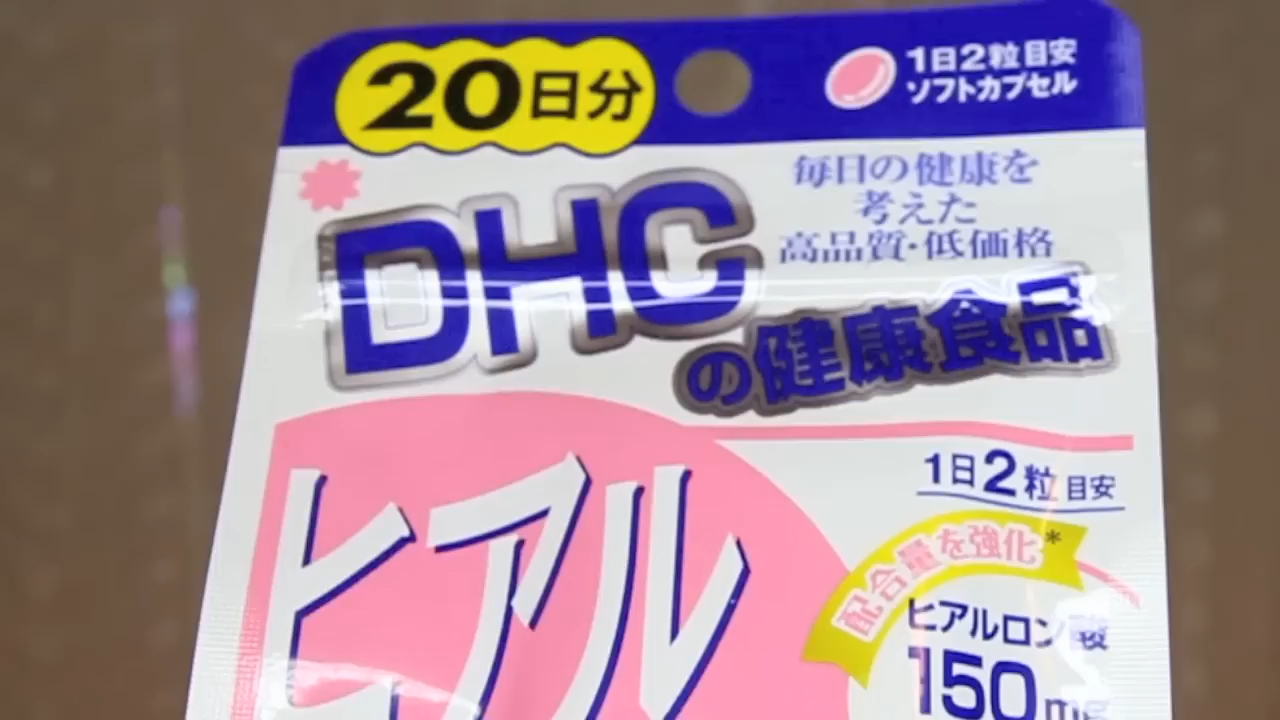 20日分
1日2粒目安
ソフトカプセル
毎日の健康を
考えた
高品質・低価格
DHC
の健康食品
1日2粒目安
配合量を強化*
ヒアル
ヒアルロン酸
150mg